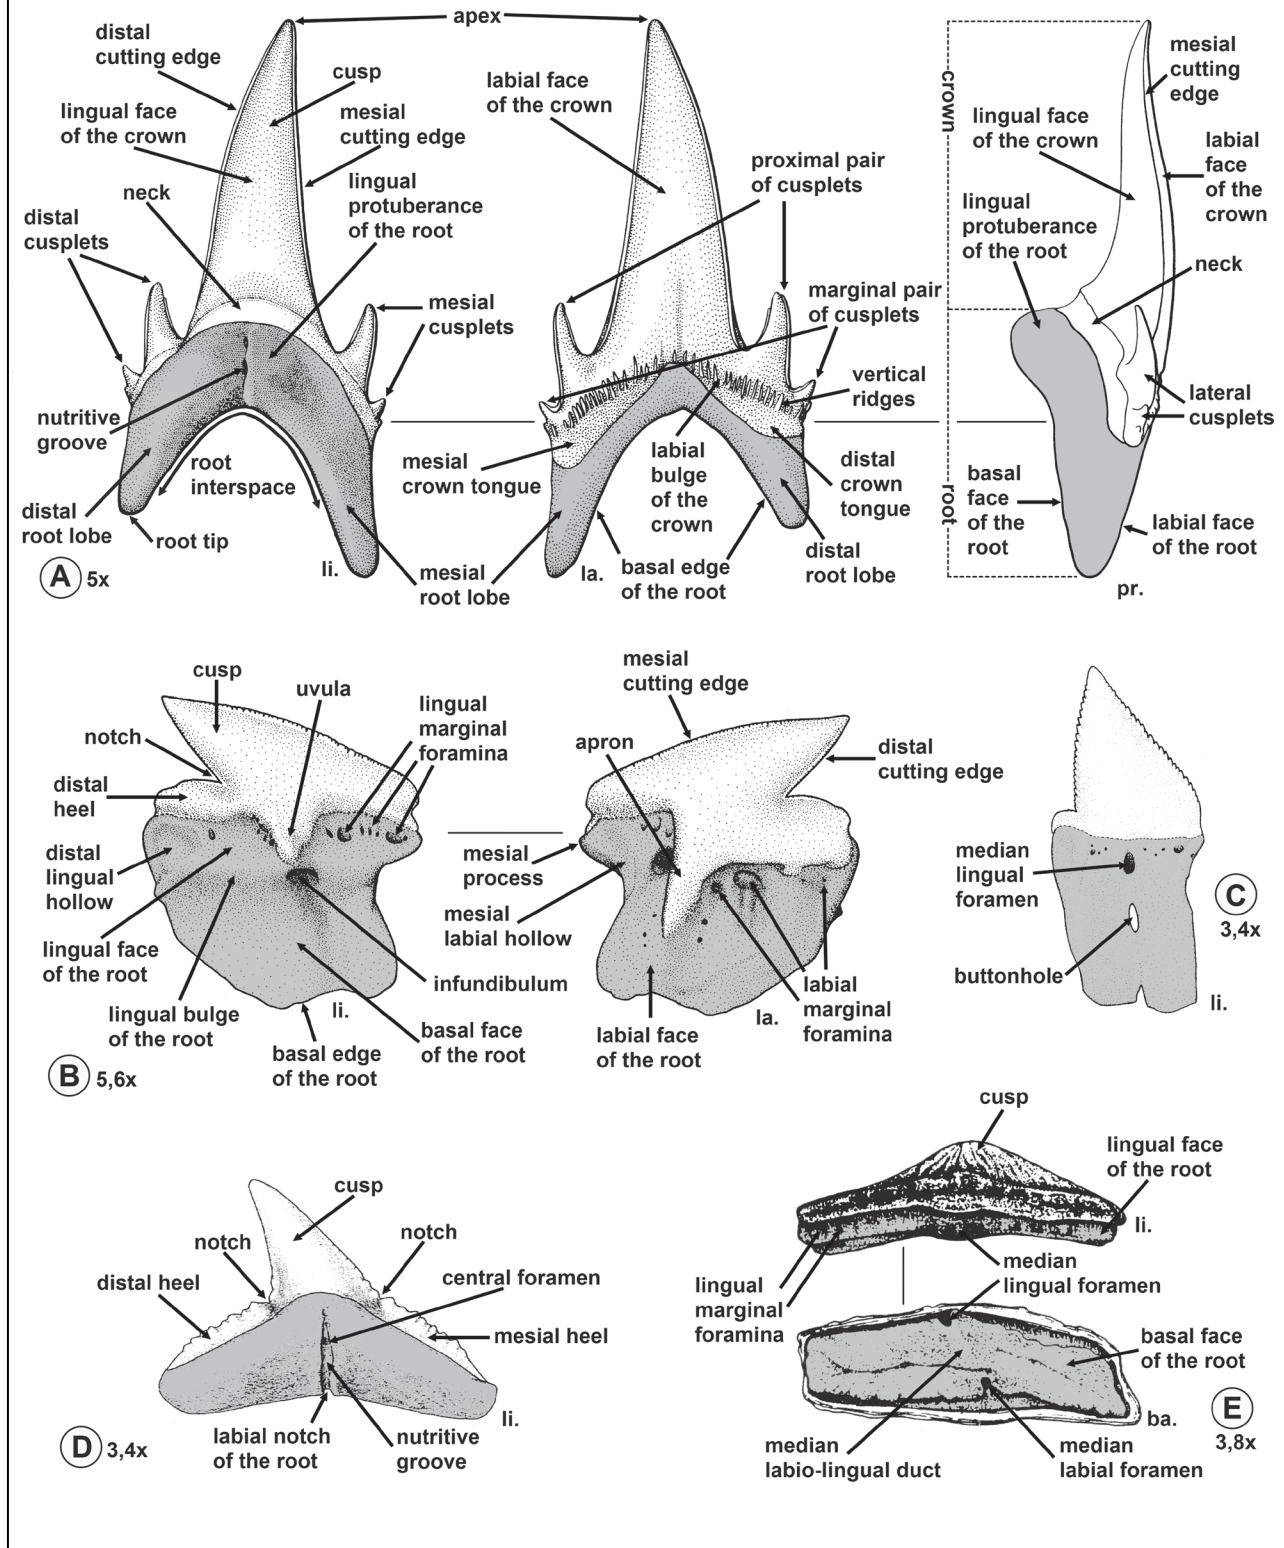 apex
distal
cutting edge
cusp
lingual face
of the crown
mesial
cutting edge
neck
lingual
protuberance
of the root
distal
cusplets
mesial
cusplets
nutritive
groove
root
interspace
distal
root lobe
root tip
li.
A 5x
mesial
root lobe
labial face
of the crown
proximal pair
of cusplets
marginal pair
of cusplets
vertical
ridges
mesial
crown tongue
labial
bulge
of the
crown
distal
crown
tongue
la.
basal edge
of the root
distal
root lobe
crown
root
mesial
cutting
edge
lingual face
of the crown
labial
face
of the
crown
lingual
protuberance
of the root
neck
lateral
cusplets
basal
face
of the
root
labial face
of the root
pr.
cusp
uvula
lingual
marginal
foramina
notch
distal
heel
distal
lingual
hollow
lingual face
of the root
lingual bulge
of the root
li.
infundibulum
basal face
of the root
basal edge
of the root
B 5,6x
mesial
cutting edge
apron
distal
cutting edge
mesial
process
mesial
labial hollow
labial face
of the root
la.
labial
marginal
foramina
median
lingual
foramen
buttonhole
C
3,4x
li.
cusp
notch
notch
distal heel
central foramen
mesial heel
li.
labial notch
of the root
nutritive
groove
D 3,4x
cusp
lingual face
of the root
li.
lingual
marginal
foramina
median
lingual foramen
basal face
of the root
ba.
E
3,8x
median
labio-lingual duct
median
labial foramen